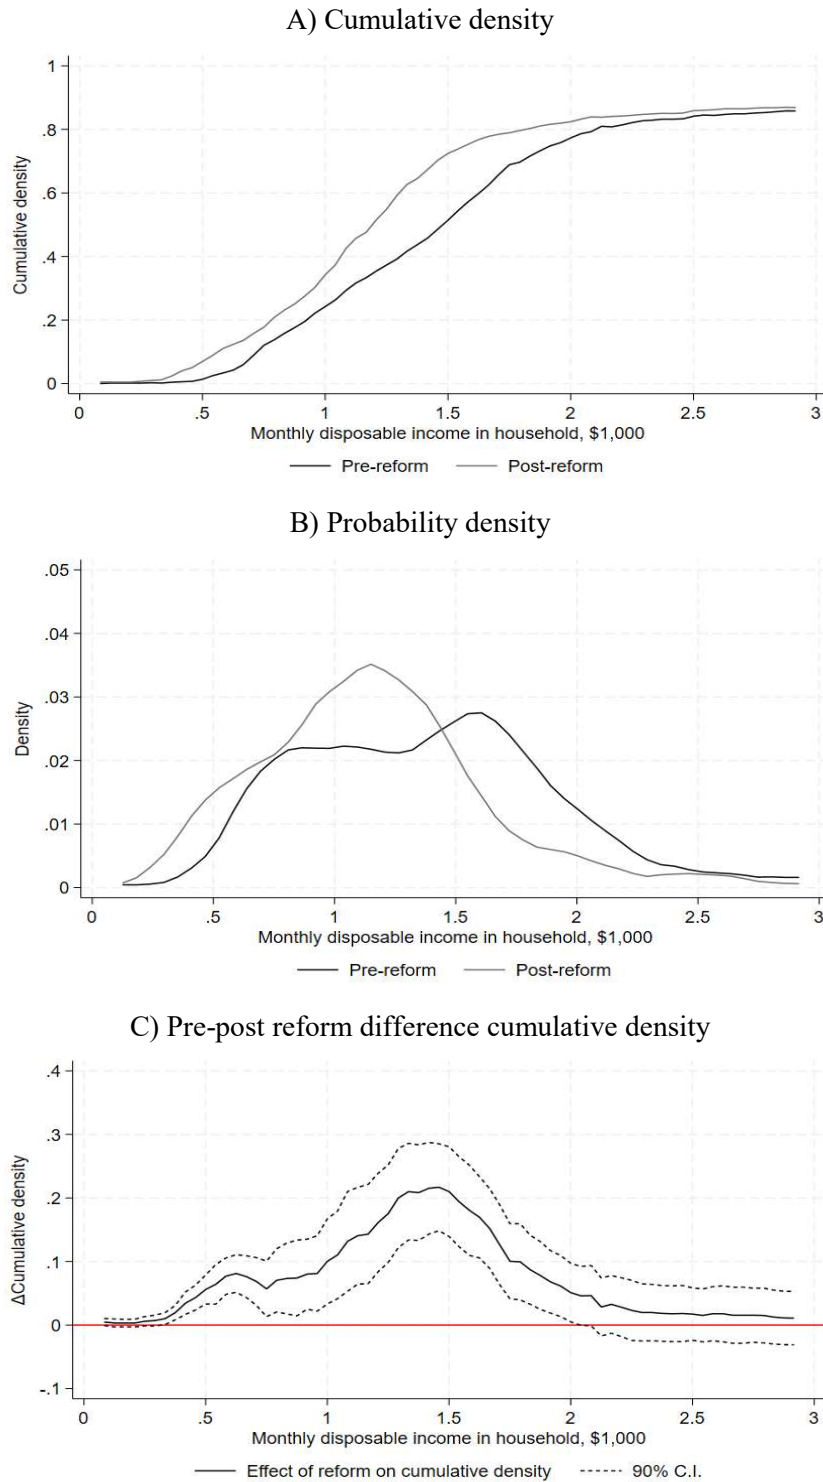 A) Cumulative density
1
.8
.6
.4
.2
0
Cumulative density
0 .5 1 1.5 2 2.5 3
Monthly disposable income in household, $1,000
Pre-reform Post-reform
B) Probability density
.05
.04
.03
.02
.01
0
Density
0 .5 1 1.5 2 2.5 3
Monthly disposable income in household, $1,000
Pre-reform Post-reform
C) Pre-post reform difference cumulative density
.4
.3
.2
.1
0
-.1
ΔCumulative density
0 .5 1 1.5 2 2.5 3
Monthly disposable income in household, $1,000
Effect of reform on cumulative density 90% C.I.